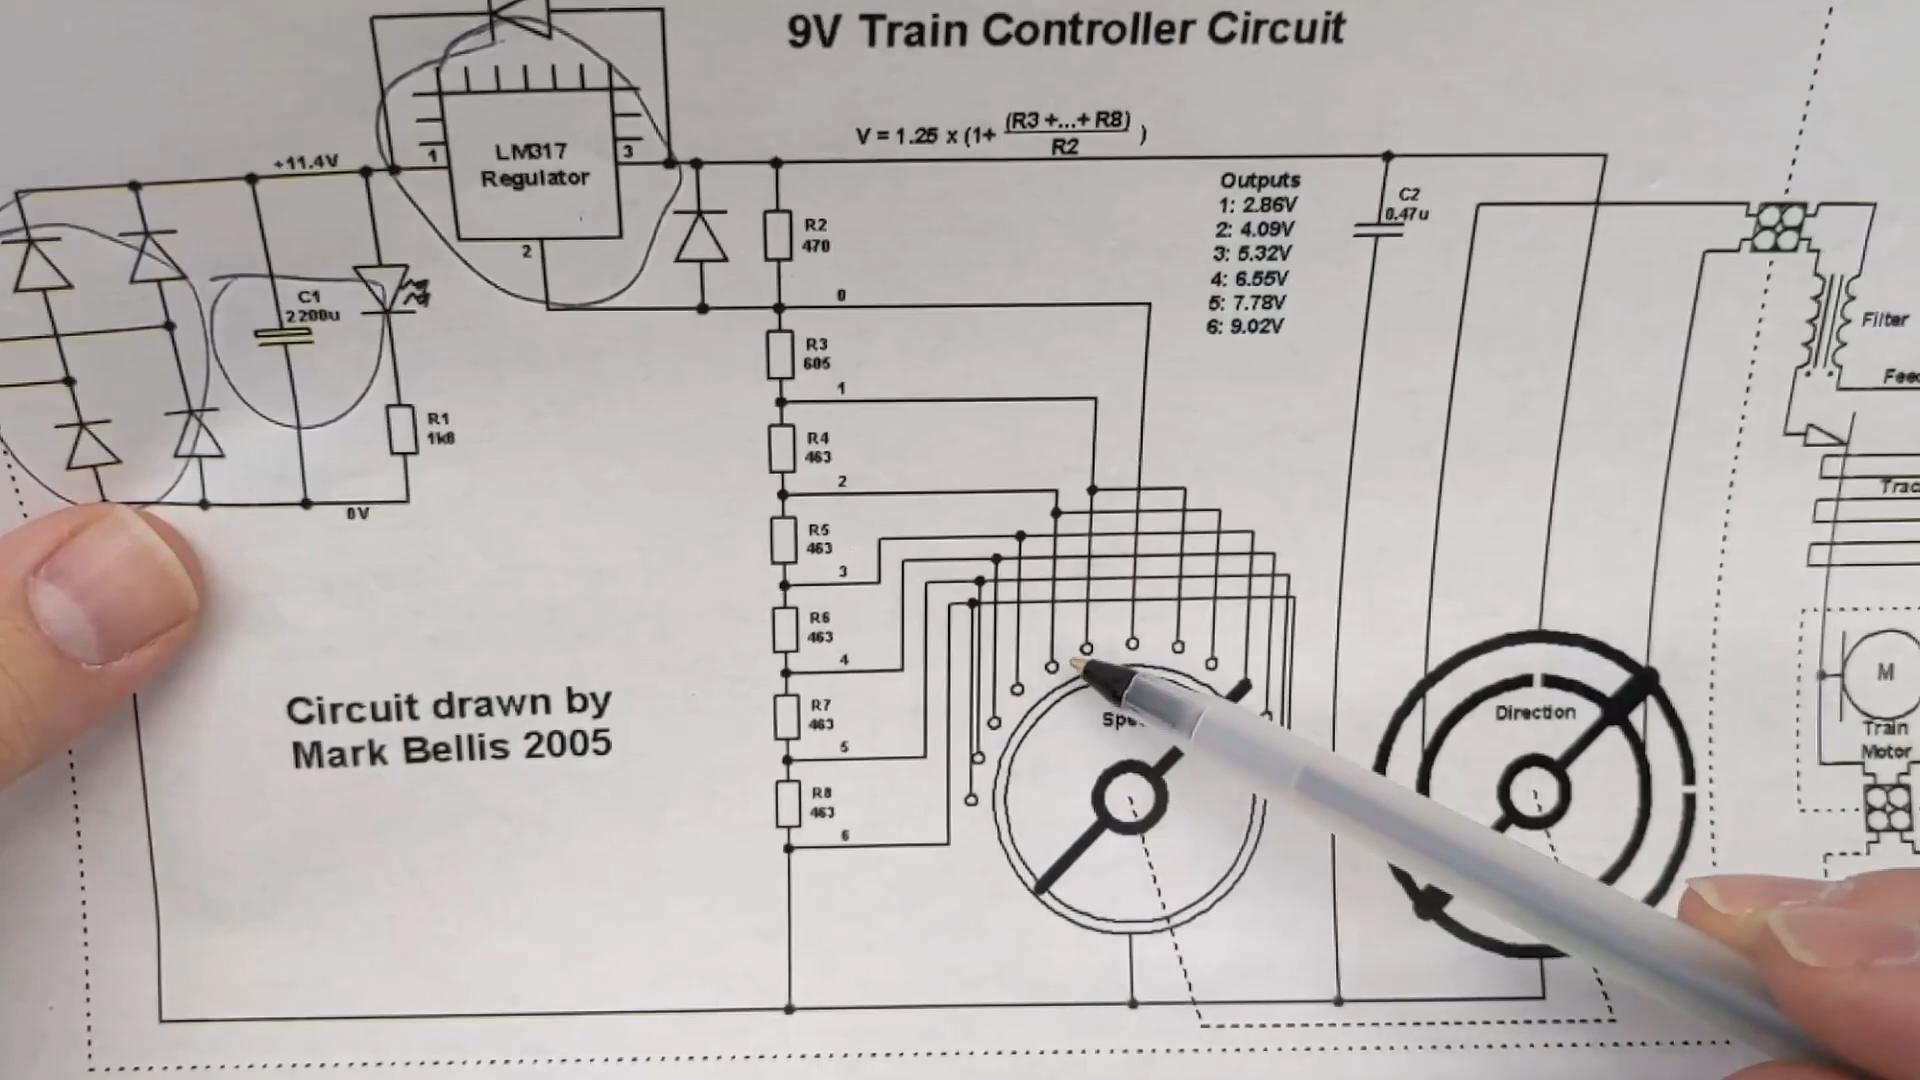 9V Train Controller Circuit
V = 1.25 x (1+ (R3 +...+ R8) / R2 )
+11.4V
1
LM317
Regulator
3
2
Outputs
1: 2.86V
2: 4.09V
3: 5.32V
4: 6.55V
5: 7.78V
6: 9.02V
C2
0.47u
R2
470
C1
2200u
0
R3
605
Filter
1
R1
1k8
R4
463
0V
2
R5
463
3
R6
463
4
M
Train
Motor
Direction
R7
463
5
R8
463
6
Circuit drawn by
Mark Bellis 2005